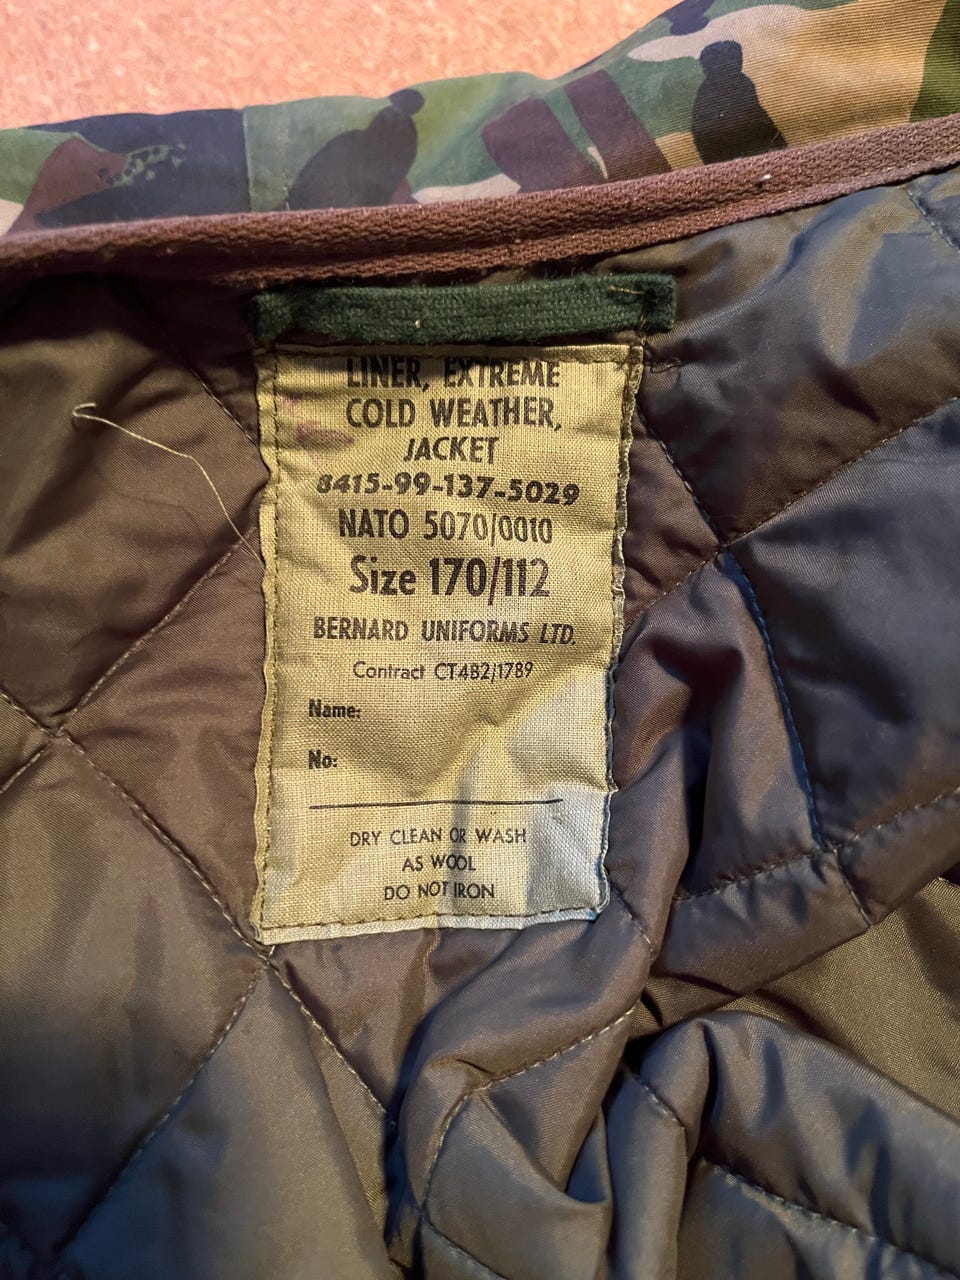 LINER, EXTREME
COLD WEATHER,
JACKET
8415-99-137-5029
NATO 5070/0010
Size 170/112
BERNARD UNIFORMS LTD.
Contract CT4B2/1789
Name:
No:
DRY CLEAN OR WASH
AS WOOL
DO NOT IRON